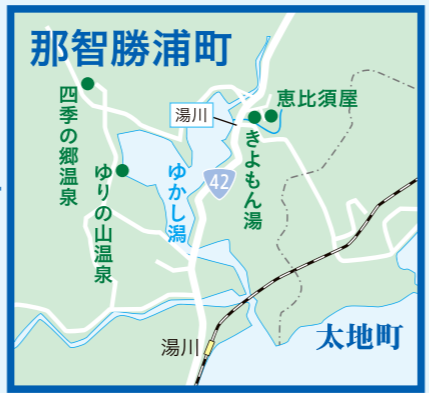 那智勝浦町
四季の郷温泉
ゆりの山温泉
ゆかし潟
湯川
恵比須屋
きよもん湯
42
湯川
太地町